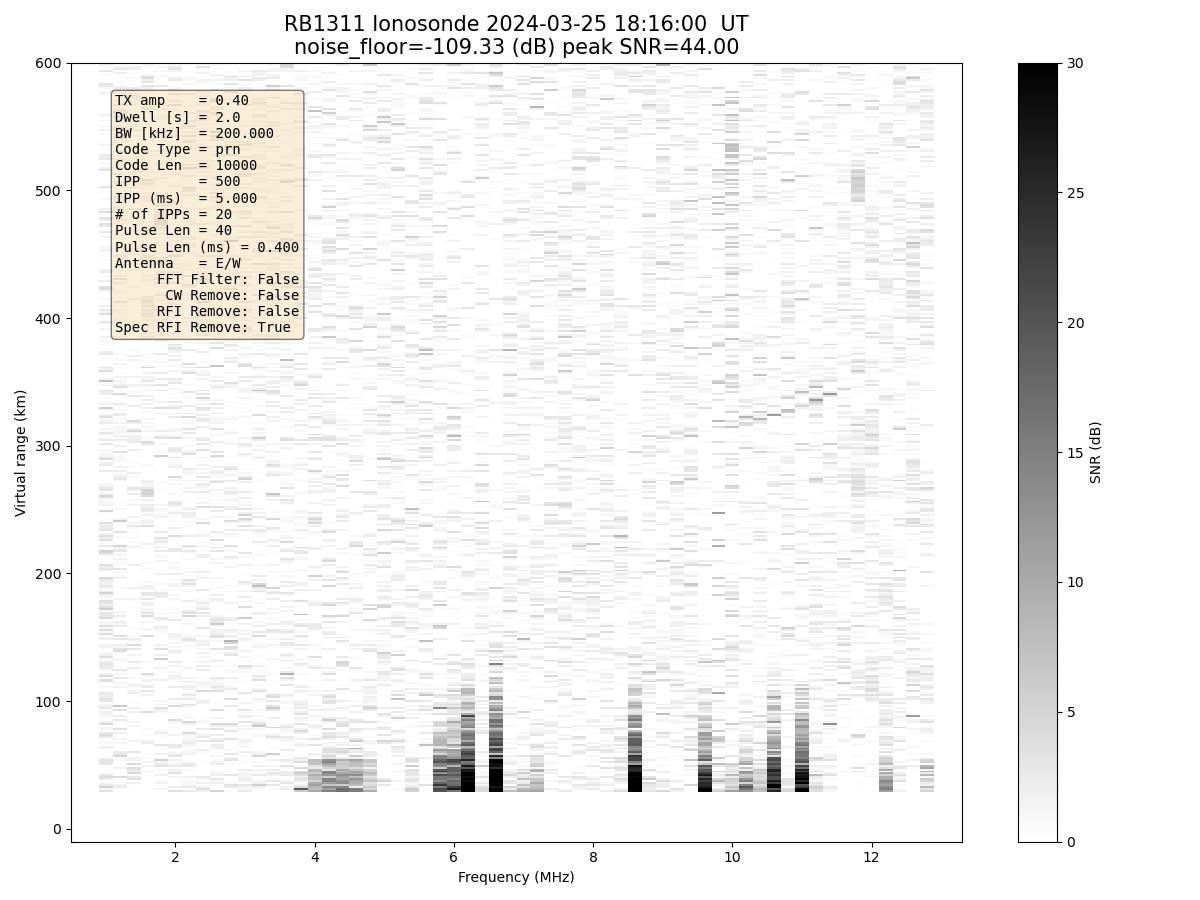 RB1311 Ionosonde 2024-03-25 18:16:00  UT
noise_floor=-109.33 (dB) peak SNR=44.00
TX amp    = 0.40
Dwell [s] = 2.0
BW [kHz]  = 200.000
Code Type = prn
Code Len  = 10000
IPP       = 500
IPP (ms)  = 5.000
# of IPPs = 20
Pulse Len = 40
Pulse Len (ms) = 0.400
Antenna   = E/W
FFT Filter: False
CW Remove: False
RFI Remove: False
Spec RFI Remove: True
Virtual range (km)
600
500
400
300
200
100
0
2 4 6 8 10 12
Frequency (MHz)
30
25
20
15
10
5
0
SNR (dB)